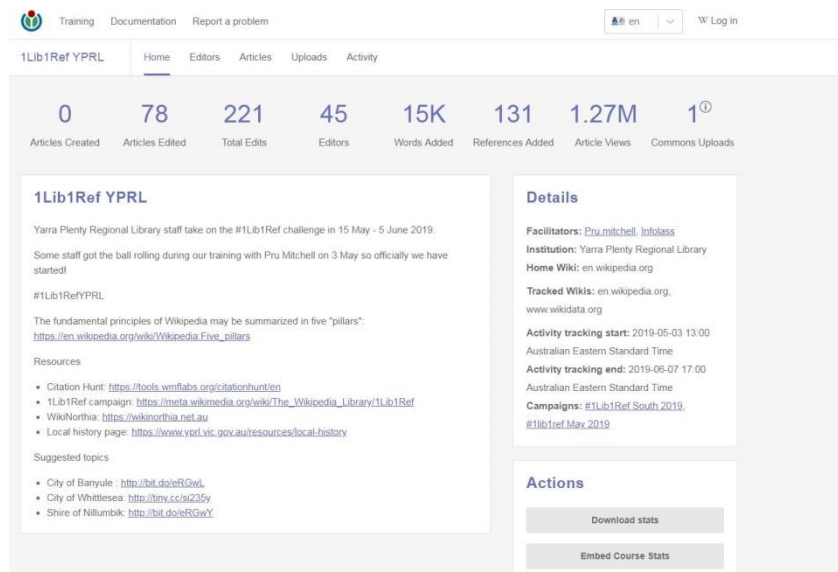 Training Documentation Report a problem en Log in
1Lib1Ref YPRL Home Editors Articles Uploads Activity
0 78 221 45 15K 131 1.27M 1
Articles Created Articles Edited Total Edits Editors Words Added References Added Article Views Commons Uploads
1Lib1Ref YPRL
Yarra Plenty Regional Library staff take on the #1Lib1Ref challenge in 15 May - 5 June 2019.
Some staff got the ball rolling during our training with Pru Mitchell on 3 May so officially we have
started!
#1Lib1RefYPRL
The fundamental principles of Wikipedia may be summarized in five "pillars":
https://en.wikipedia.org/wiki/Wikipedia:Five_pillars
Resources
• Citation Hunt: https://tools.wmflabs.org/citationhunt/en
• 1Lib1Ref campaign: https://meta.wikimedia.org/wiki/The_Wikipedia_Library/1Lib1Ref
• WikiNorthia: https://wikinorthia.net.au
• Local history page: https://www.yprl.vic.gov.au/resources/local-history
Suggested topics
• City of Banyule : http://bit.do/eRGwL
• City of Whittlesea: http://tiny.cc/si235y
• Shire of Nillumbik: http://bit.do/eRGwY
Details
Facilitators: Pru.mitchell, Infolass
Institution: Yarra Plenty Regional Library
Home Wiki: en.wikipedia.org
Tracked Wikis: en.wikipedia.org,
www.wikidata.org
Activity tracking start: 2019-05-03 13:00
Australian Eastern Standard Time
Activity tracking end: 2019-06-07 17:00
Australian Eastern Standard Time
Campaigns: #1Lib1Ref South 2019,
#1lib1ref May 2019
Actions
Download stats
Embed Course Stats